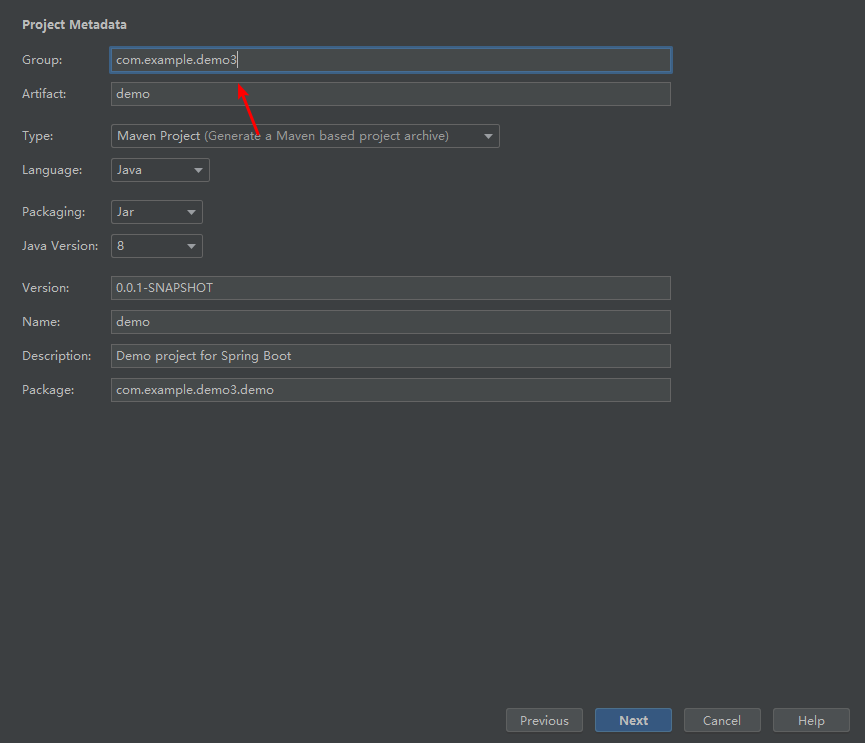 Project Metadata
Group: com.example.demo3
Artifact: demo
Type: Maven Project (Generate a Maven based project archive)
Language: Java
Packaging: Jar
Java Version: 8
Version: 0.0.1-SNAPSHOT
Name: demo
Description: Demo project for Spring Boot
Package: com.example.demo3.demo
Previous Next Cancel Help